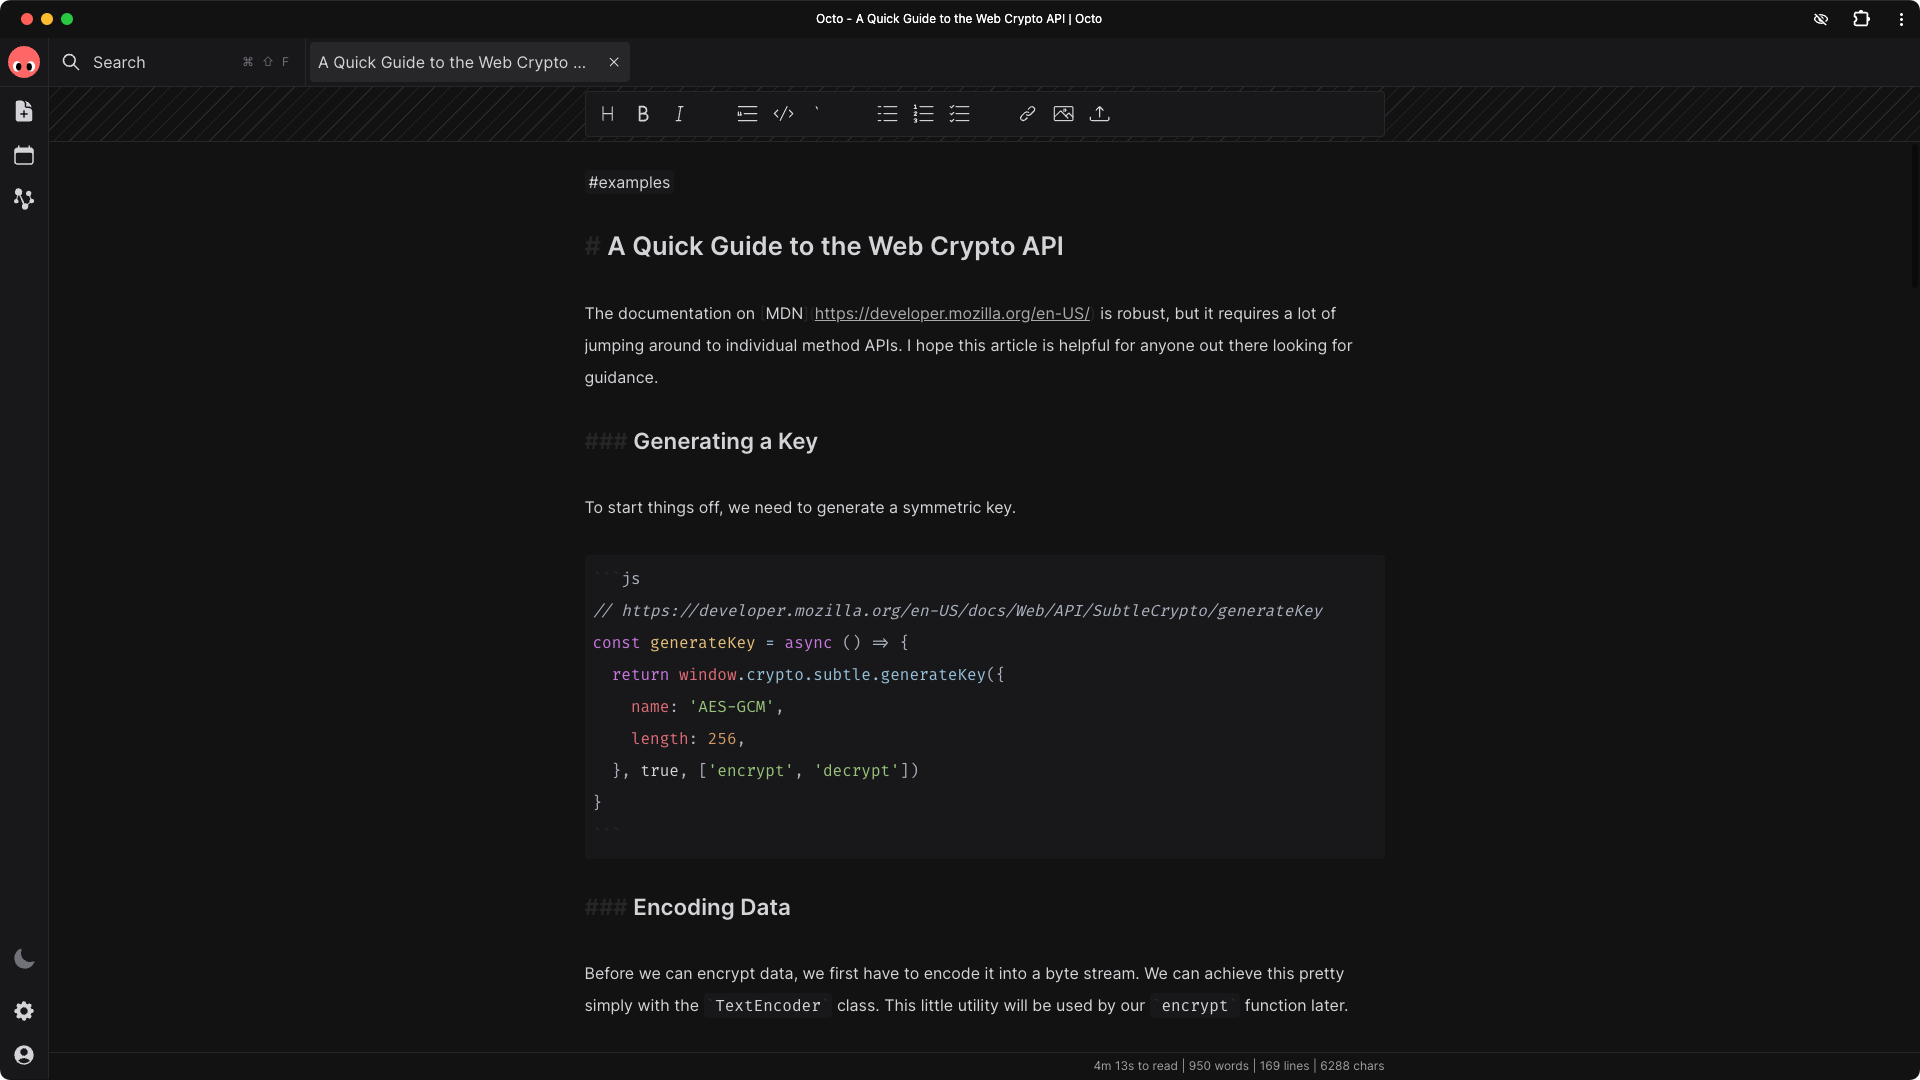 Octo - A Quick Guide to the Web Crypto API | Octo
Search ⌘ ⇧ F
A Quick Guide to the Web Crypto ...
#examples
# A Quick Guide to the Web Crypto API
The documentation on [MDN](https://developer.mozilla.org/en-US/) is robust, but it requires a lot of
jumping around to individual method APIs. I hope this article is helpful for anyone out there looking for
guidance.
### Generating a Key
To start things off, we need to generate a symmetric key.
```js
// https://developer.mozilla.org/en-US/docs/Web/API/SubtleCrypto/generateKey
const generateKey = async () => {
  return window.crypto.subtle.generateKey({
    name: 'AES-GCM',
    length: 256,
  }, true, ['encrypt', 'decrypt'])
}
```
### Encoding Data
Before we can encrypt data, we first have to encode it into a byte stream. We can achieve this pretty
simply with the `TextEncoder` class. This little utility will be used by our `encrypt` function later.
4m 13s to read | 950 words | 169 lines | 6288 chars